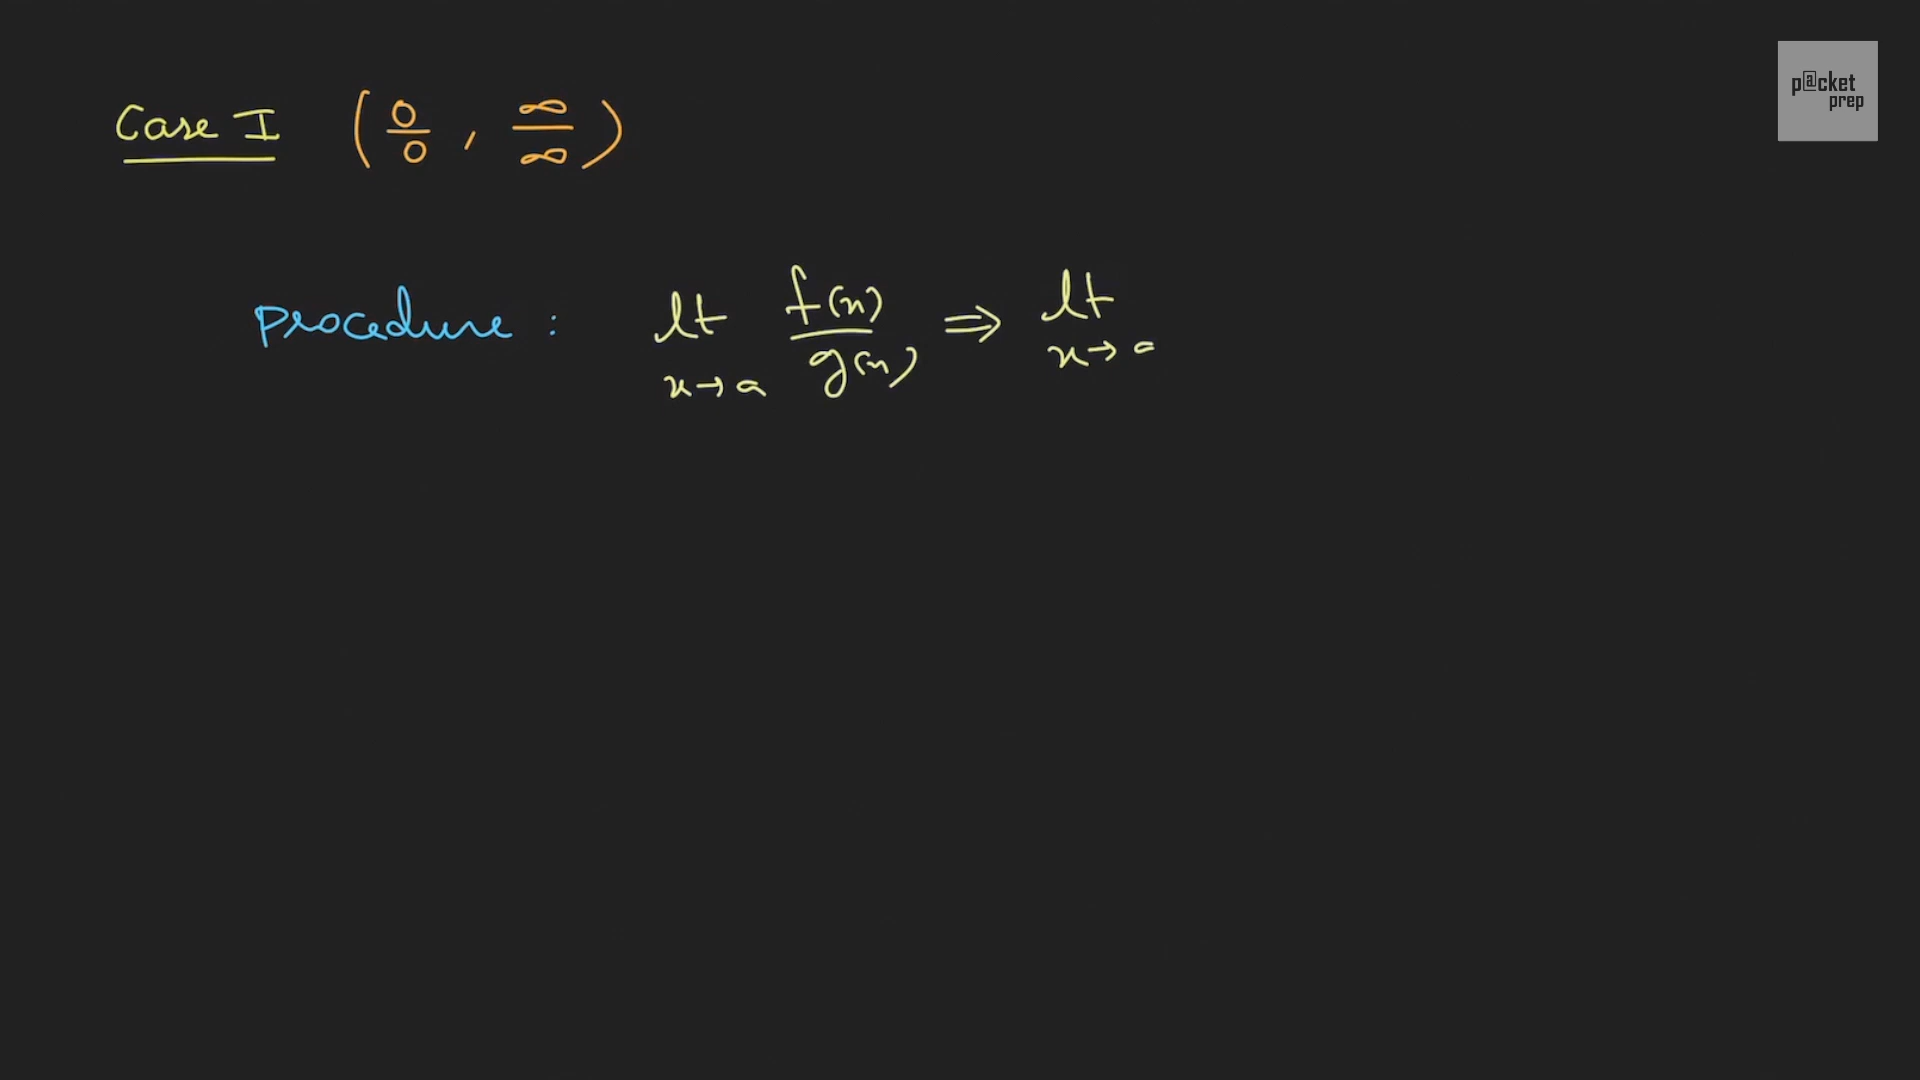 p@cket
prep
Case I (0/0, ∞/∞)
Procedure : lt x→a f(x)/g(x) ⇒ lt x→a